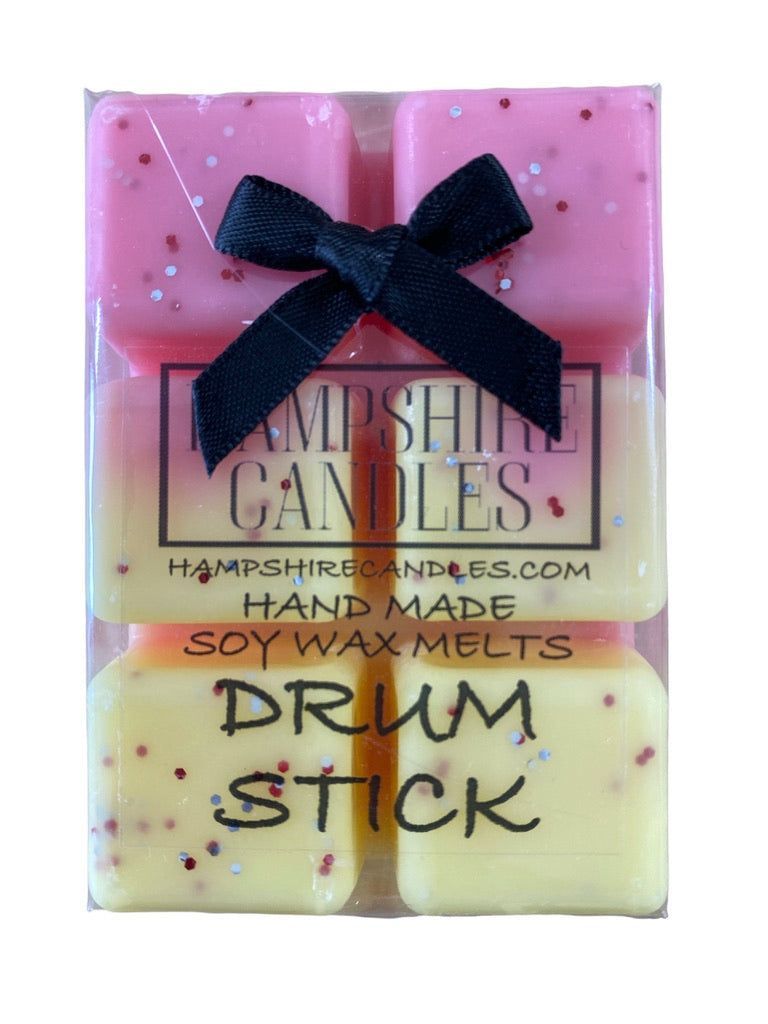 HAMPSHIRE
CANDLES
HAMPSHIRECANDLES.COM
HAND MADE
SOY WAX MELTS
DRUM
STICK